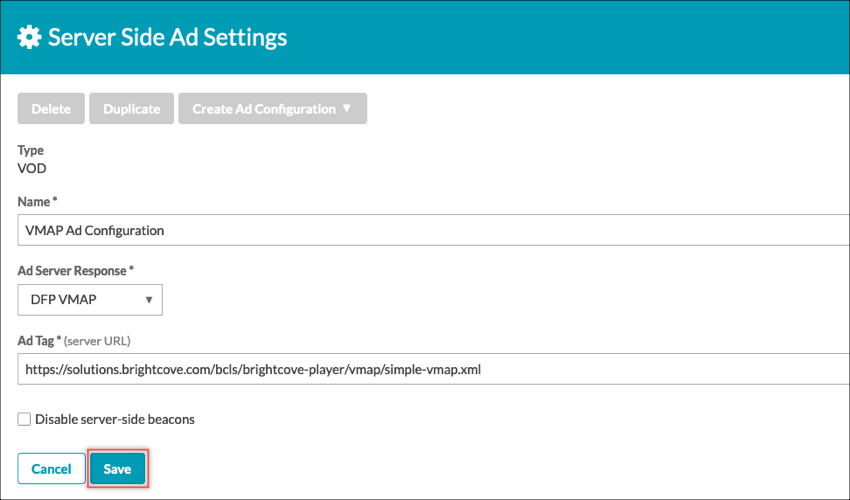 Server Side Ad Settings
Delete Duplicate Create Ad Configuration ▼
Type
VOD
Name *
VMAP Ad Configuration
Ad Server Response *
DFP VMAP ▼
Ad Tag * (server URL)
https://solutions.brightcove.com/bcls/brightcove-player/vmap/simple-vmap.xml
Disable server-side beacons
Cancel Save